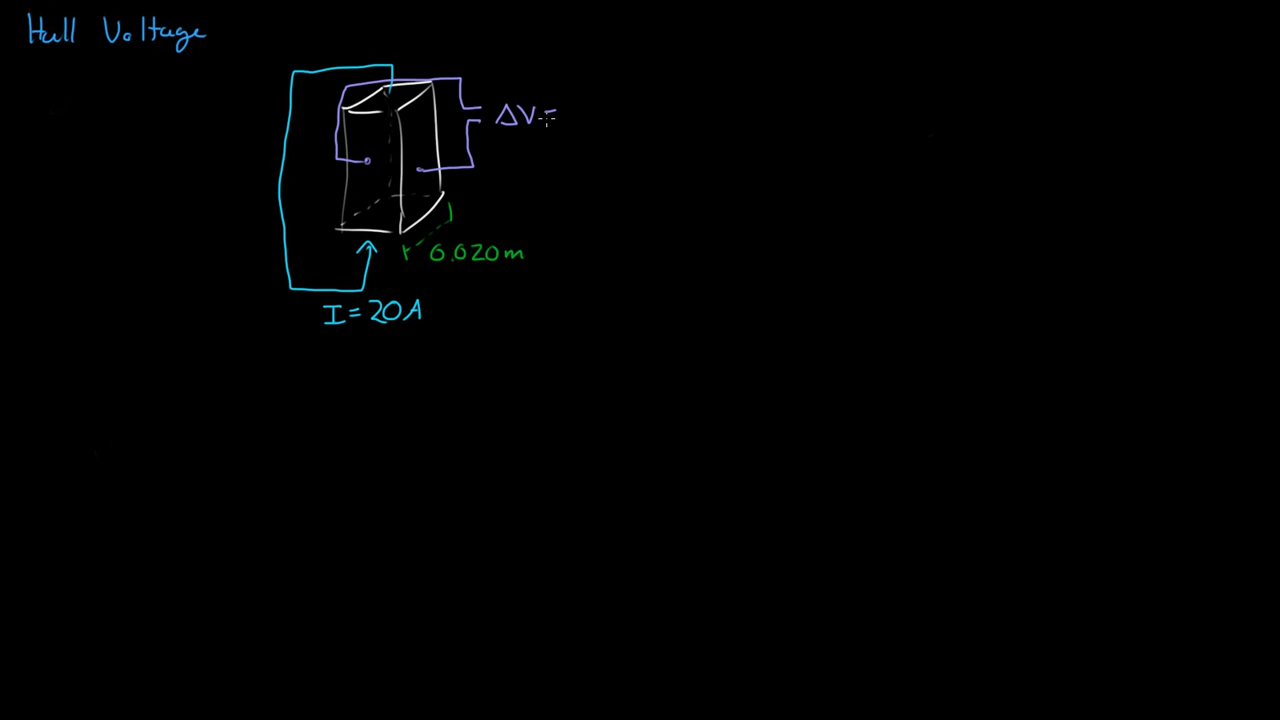 Hall Voltage
ΔV =
0.020m
I = 20A